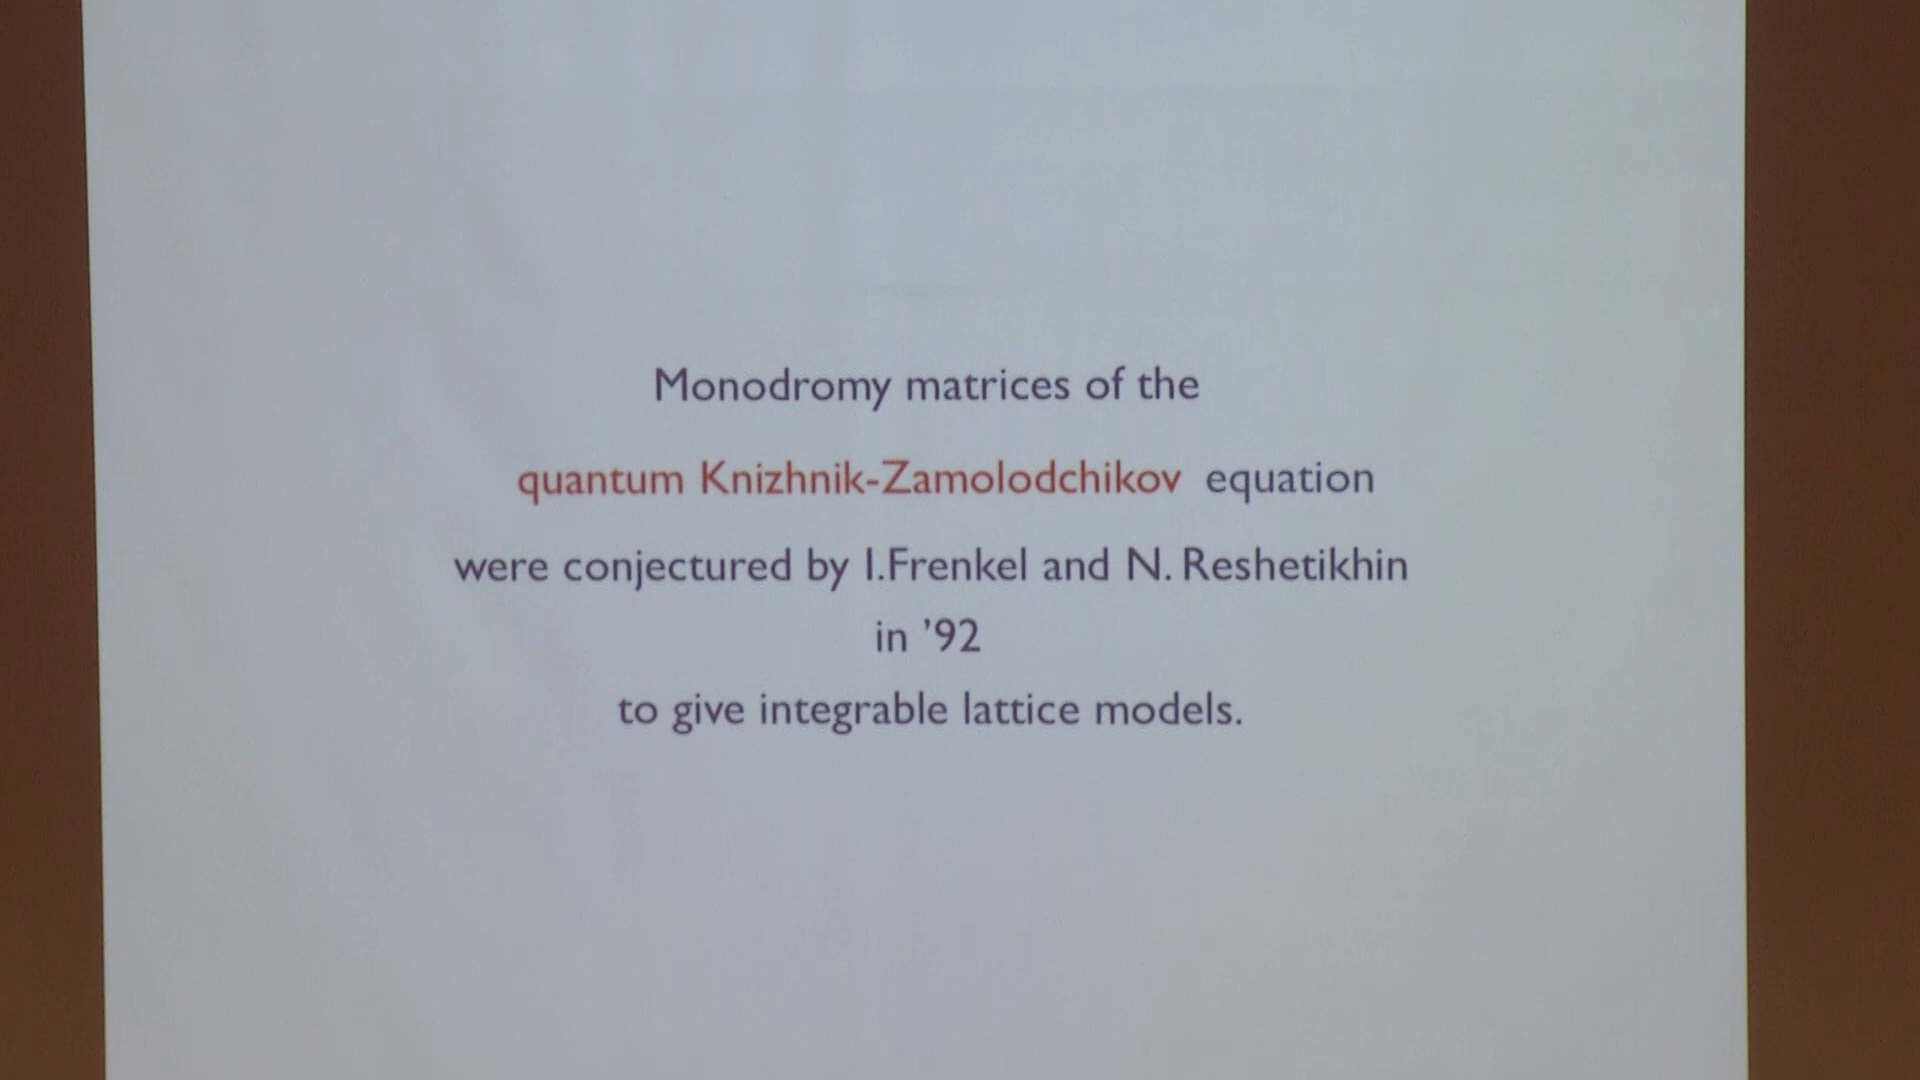 Monodromy matrices of the
quantum Knizhnik-Zamolodchikov equation
were conjectured by I.Frenkel and N. Reshetikhin
in ’92
to give integrable lattice models.